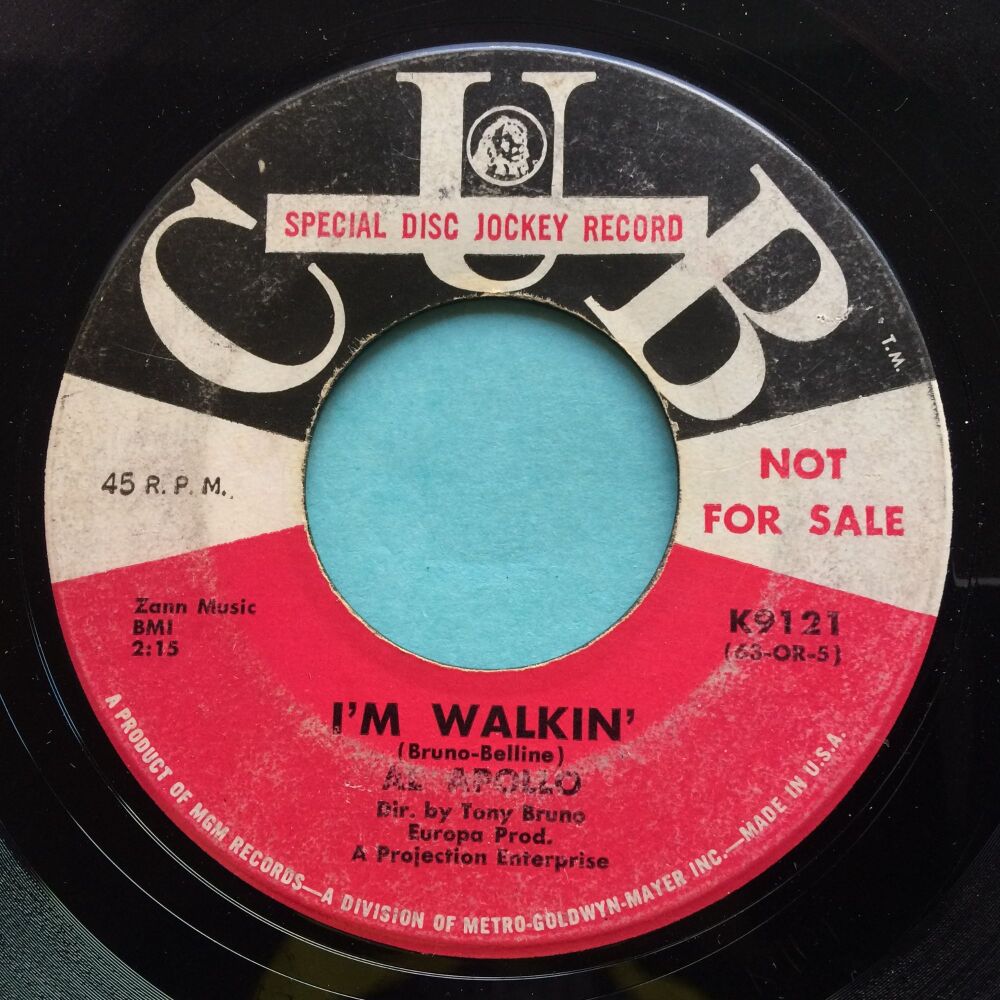 CUB
SPECIAL DISC JOCKEY RECORD
T.M.
45 R.P.M.
NOT
FOR SALE
Zann Music
BMI
2:15
K9121
(63-OR-5)
I'M WALKIN'
(Bruno-Belline)
AL APOLLO
Dir. by Tony Bruno
Europa Prod.
A Projection Enterprise
A PRODUCT OF MGM RECORDS—A DIVISION OF METRO-GOLDWYN-MAYER INC.—MADE IN U.S.A.